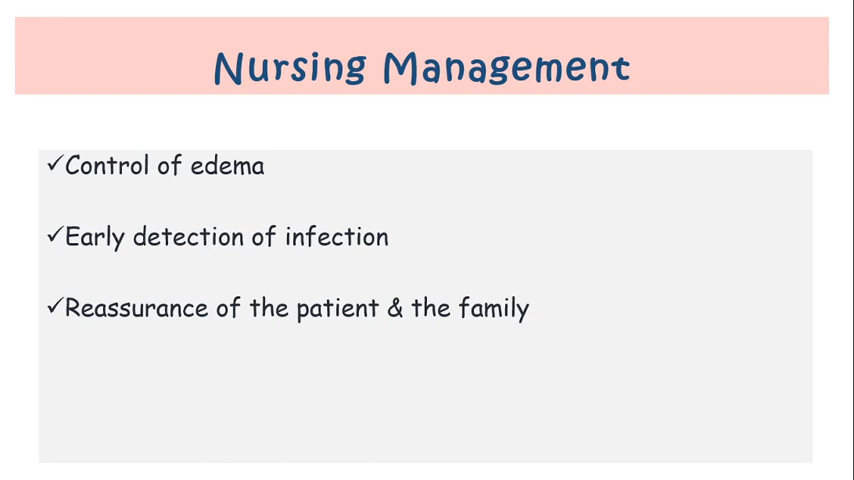 Nursing Management
✓Control of edema
✓Early detection of infection
✓Reassurance of the patient & the family